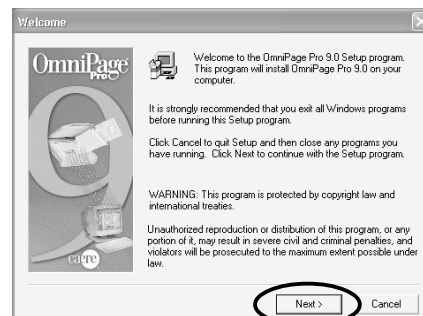 Welcome
OmniPage
Pro
9
Welcome to the OmniPage Pro 9.0 Setup program.
This program will install OmniPage Pro 9.0 on your
computer.
It is strongly recommended that you exit all Windows programs
before running this Setup program.
Click Cancel to quit Setup and then close any programs you
have running. Click Next to continue with the Setup program.
WARNING: This program is protected by copyright law and
international treaties.
Unauthorized reproduction or distribution of this program, or any
portion of it, may result in severe civil and criminal penalties, and
violators will be prosecuted to the maximum extent possible under
law.
caere
Next >
Cancel